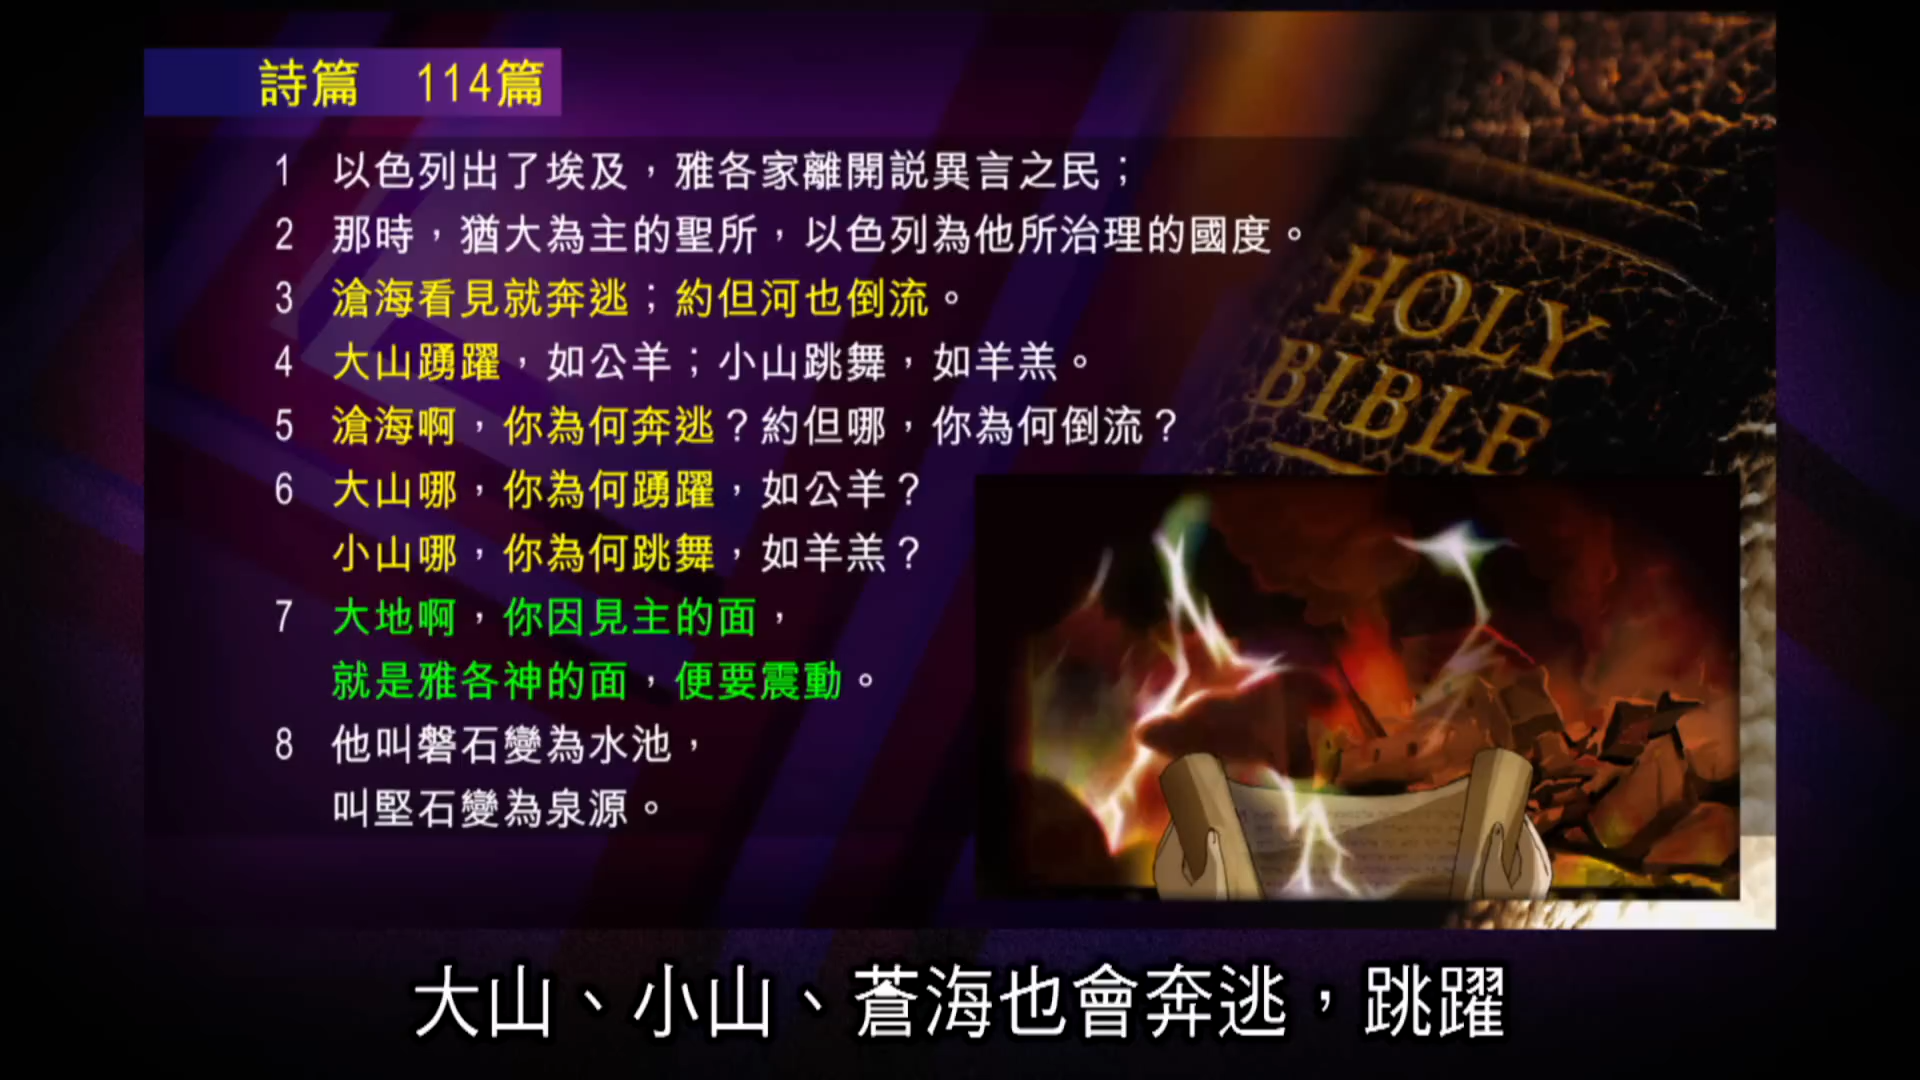 詩篇　114篇
1 以色列出了埃及，雅各家離開説異言之民；
2 那時，猶大為主的聖所，以色列為他所治理的國度。
3 滄海看見就奔逃；約但河也倒流。
4 大山踴躍，如公羊；小山跳舞，如羊羔。
5 滄海啊，你為何奔逃？約但哪，你為何倒流？
6 大山哪，你為何踴躍，如公羊？
小山哪，你為何跳舞，如羊羔？
7 大地啊，你因見主的面，
就是雅各神的面，便要震動。
8 他叫磐石變為水池，
叫堅石變為泉源。
HOLY
BIBLE
大山、小山、蒼海也會奔逃，跳躍